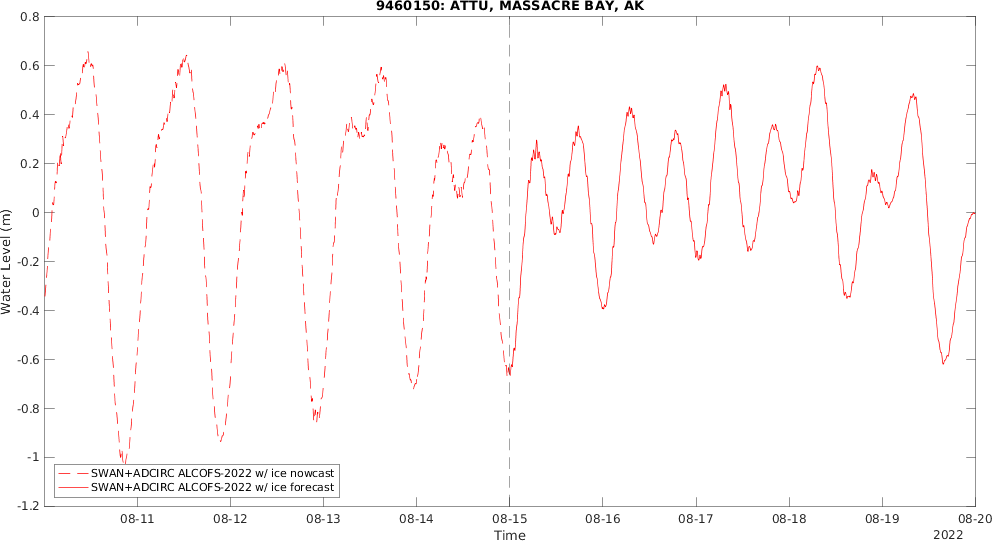 9460150: ATTU, MASSACRE BAY, AK
0.8
0.6
0.4
0.2
0
-0.2
-0.4
-0.6
-0.8
-1
-1.2
Water Level (m)
SWAN+ADCIRC ALCOFS-2022 w/ ice nowcast
SWAN+ADCIRC ALCOFS-2022 w/ ice forecast
08-11 08-12 08-13 08-14 08-15 08-16 08-17 08-18 08-19 08-20
Time
2022